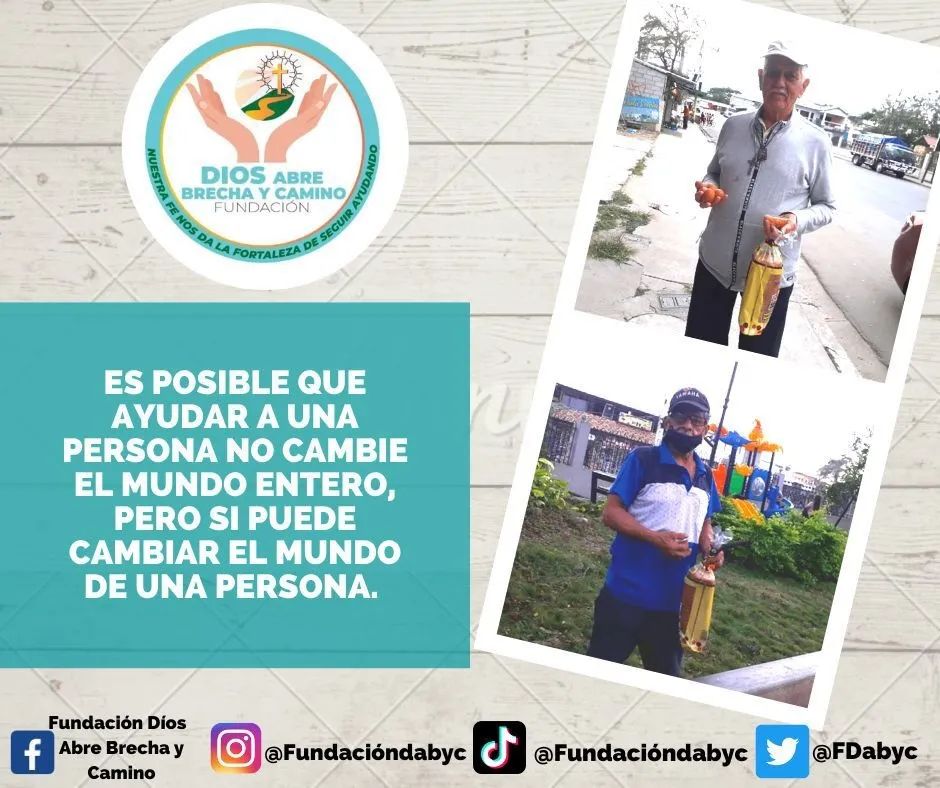 DIOS ABRE
BRECHA Y CAMINO
FUNDACIÓN
NUESTRA FE NOS DA LA FORTALEZA DE SEGUIR AYUDANDO
ES POSIBLE QUE
AYUDAR A UNA
PERSONA NO CAMBIE
EL MUNDO ENTERO,
PERO SI PUEDE
CAMBIAR EL MUNDO
DE UNA PERSONA.
YAMAHA
Fundación Díos
Abre Brecha y
Camino
@Fundacióndabyc
@Fundacióndabyc
@FDabyc